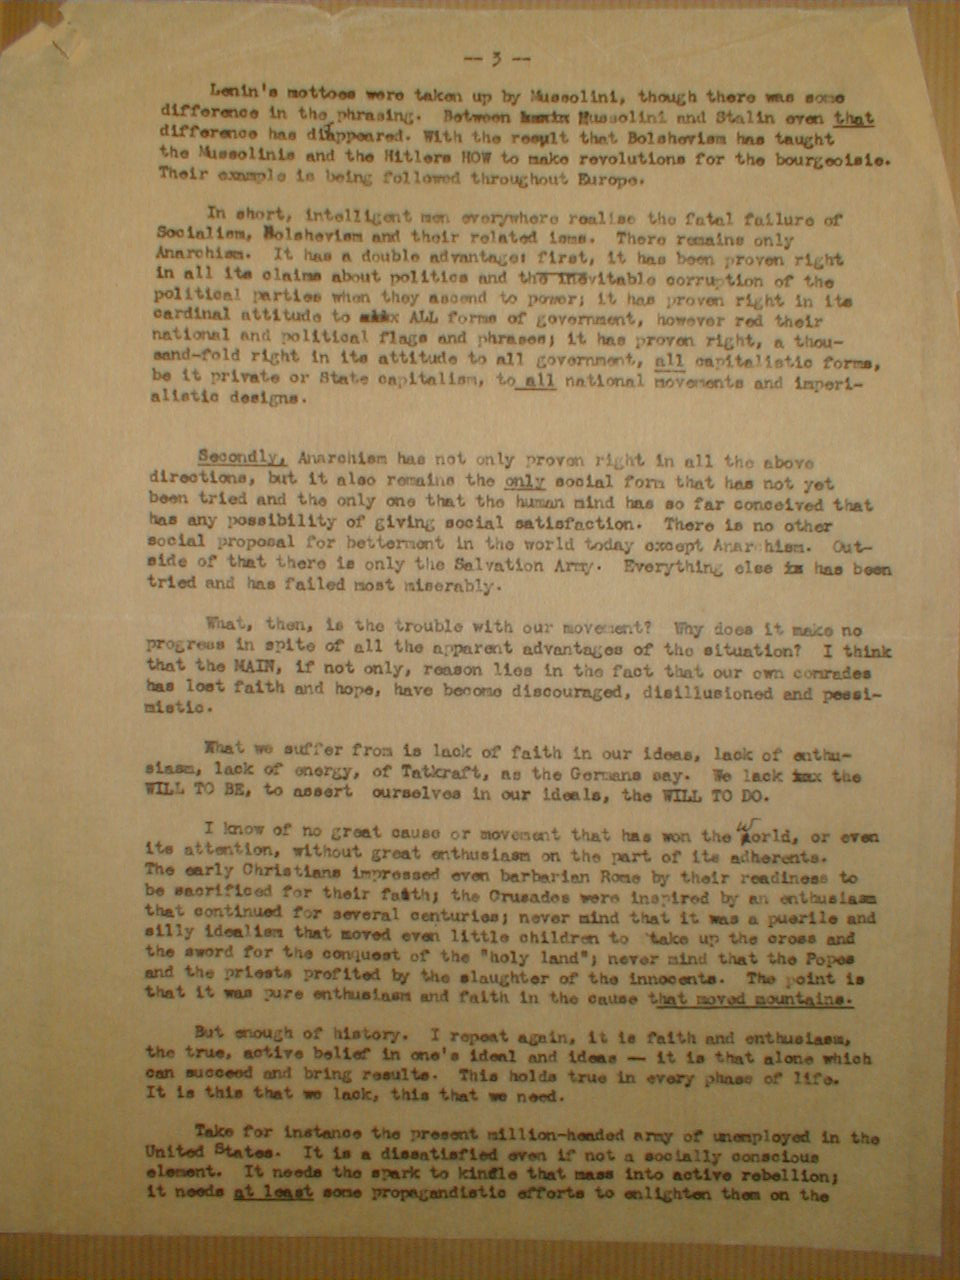 -- 3 --
Lenin's mottoes were taken up by Mussolini, though there was some
difference in the phrasing. Between Mussolini and Stalin even that
difference has disappeared. With the result that Bolshevism has taught
the Mussolinis and the Hitlers HOW to make revolutions for the bourgeoisie.
Their example is being followed throughout Europe.
In short, intelligent men everywhere realise the fatal failure of
Socialism, Bolshevism and their related isms. There remains only
Anarchism. It has a double advantage: first, it has been proven right
in all its claims about politics and the inevitable corruption of the
political parties when they ascend to power; it has proven right in its
cardinal attitude to ALL forms of government, however red their
national and political flags and phrases; it has proven right, a thou-
sand-fold right in its attitude to all government, all capitalistic forms,
be it private or State capitalism, to all national movements and imperi-
alistic designs.
Secondly, Anarchism has not only proven right in all the above
directions, but it also remains the only social form that has not yet
been tried and the only one that the human mind has so far conceived that
has any possibility of giving social satisfaction. There is no other
social proposal for betterment in the world today except Anarchism. Out-
side of that there is only the Salvation Army. Everything else is has been
tried and has failed most miserably.
What, then, is the trouble with our movement? Why does it make no
progress in spite of all the apparent advantages of the situation? I think
that the MAIN, if not only, reason lies in the fact that our own comrades
has lost faith and hope, have become discouraged, disillusioned and pessi-
mistic.
What we suffer from is lack of faith in our ideas, lack of enthu-
siasm, lack of energy, of Tatkraft, as the Germans say. We lack the
WILL TO BE, to assert ourselves in our ideals, the WILL TO DO.
I know of no great cause or movement that has won the world, or even
its attention, without great enthusiasm on the part of its adherents.
The early Christians impressed even barbarian Rome by their readiness to
be sacrificed for their faith; the Crusades were inspired by an enthusiasm
that continued for several centuries; never mind that it was a puerile and
silly idealism that moved even little children to take up the cross and
the sword for the conquest of the "holy land"; never mind that the Popes
and the priests profited by the slaughter of the innocents. The point is
that it was pure enthusiasm and faith in the cause that moved mountains.
But enough of history. I repeat again, it is faith and enthusiasm,
the true, active belief in one's ideal and ideas — it is that alone which
can succeed and bring results. This holds true in every phase of life.
It is this that we lack, this that we need.
Take for instance the present million-headed army of unemployed in the
United States. It is a dissatisfied even if not a socially conscious
element. It needs the spark to kindle that mass into active rebellion;
it needs at least some propagandistic efforts to enlighten them on the